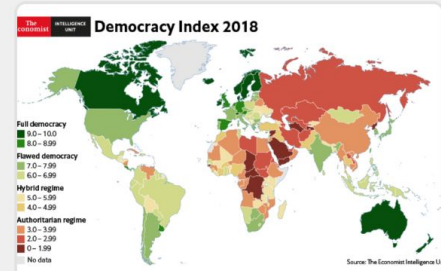 The Economist
INTELLIGENCE UNIT
Democracy Index 2018
Full democracy
9.0 – 10.0
8.0 – 8.99
Flawed democracy
7.0 – 7.99
6.0 – 6.99
Hybrid regime
5.0 – 5.99
4.0 – 4.99
Authoritarian regime
3.0 – 3.99
2.0 – 2.99
0 – 1.99
No data
Source: The Economist Intelligence U